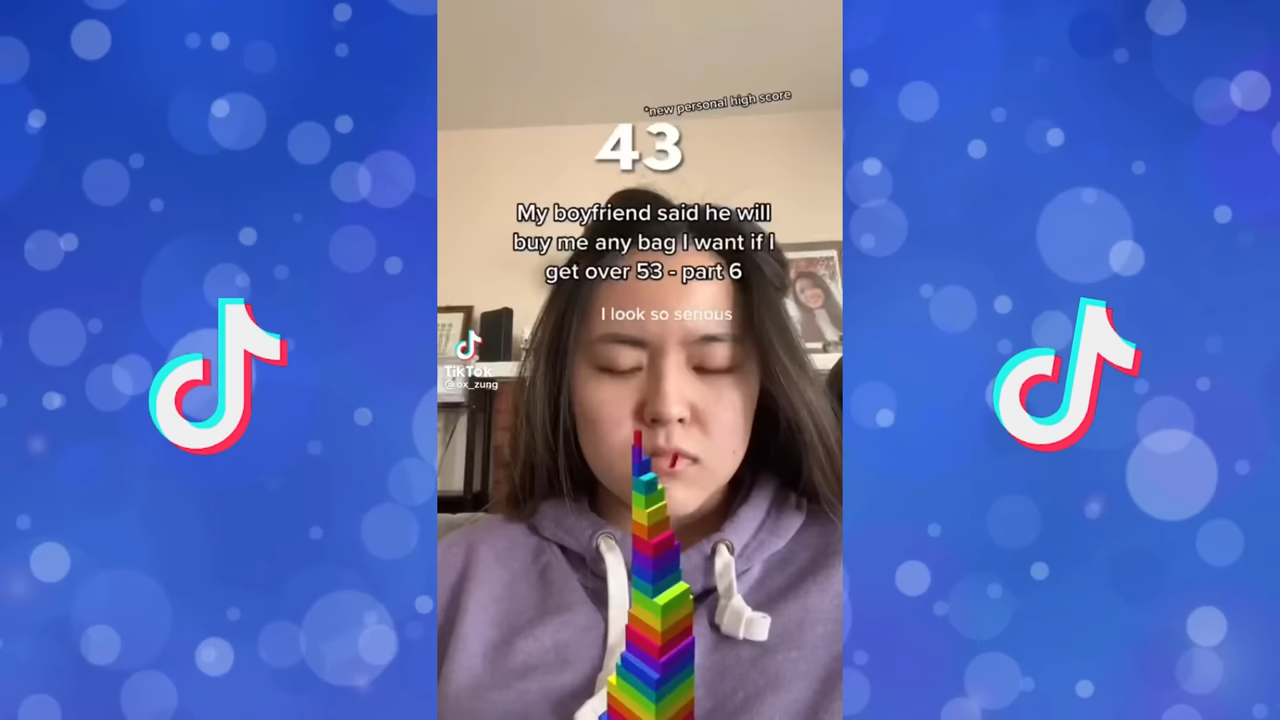 *new personal high score
43
My boyfriend said he will
buy me any bag I want if I
get over 53 - part 6
I look so serious
TikTok
@ox_zung